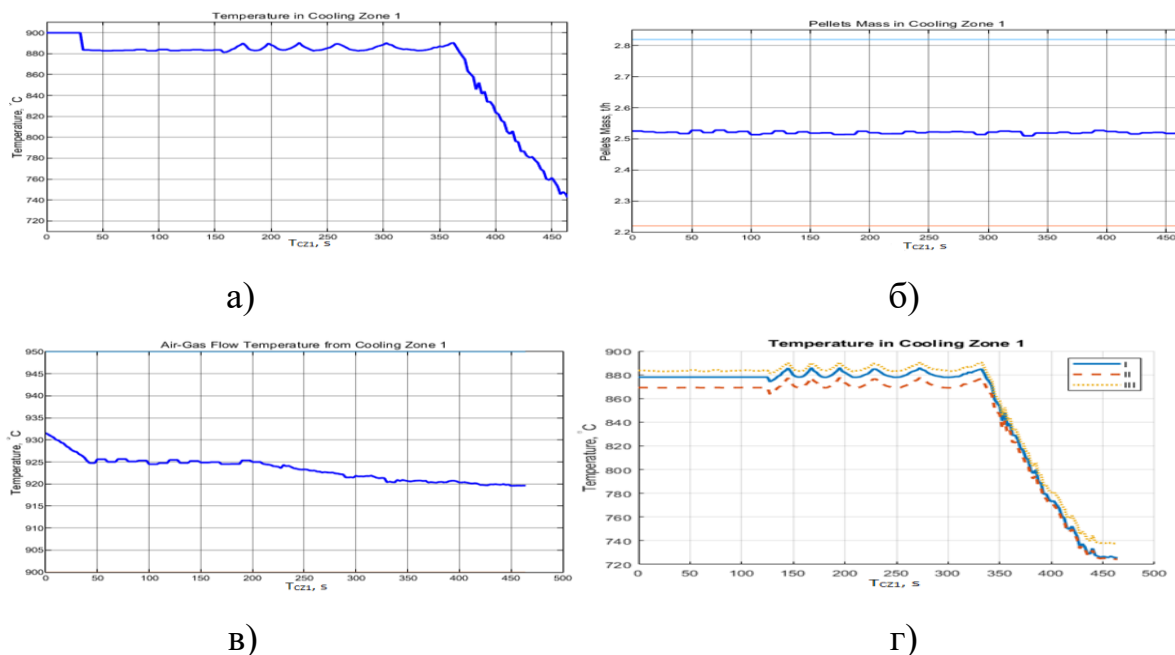 Temperature in Cooling Zone 1
Temperature, °C
900
880
860
840
820
800
780
760
740
720
0 50 100 150 200 250 300 350 400 450
TCZ1, s
а)
Pellets Mass in Cooling Zone 1
Pellets Mass, t/h
2.8
2.7
2.6
2.5
2.4
2.3
2.2
0 50 100 150 200 250 300 350 400 450
TCZ1, s
б)
Air-Gas Flow Temperature from Cooling Zone 1
Temperature, °C
950
945
940
935
930
925
920
915
910
905
900
0 50 100 150 200 250 300 350 400 450 500
TCZ1, s
в)
Temperature in Cooling Zone 1
Temperature, °C
900
880
860
840
820
800
780
760
740
720
0 50 100 150 200 250 300 350 400 450 500
TCZ1, s
I
II
III
г)